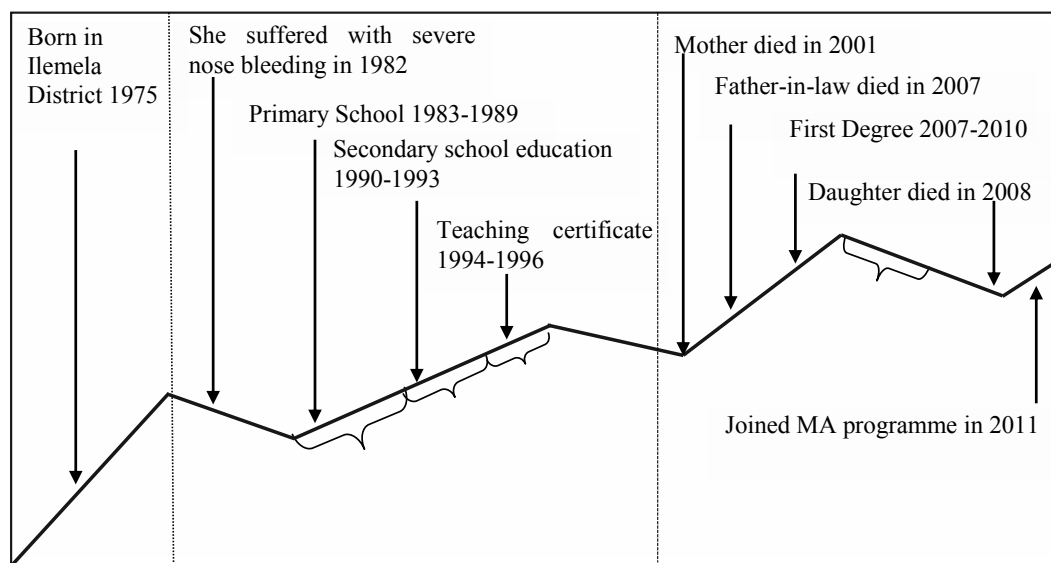 Born in
Ilemela
District 1975
She suffered with severe
nose bleeding in 1982
Primary School 1983-1989
Secondary school education
1990-1993
Teaching certificate
1994-1996
Mother died in 2001
Father-in-law died in 2007
First Degree 2007-2010
Daughter died in 2008
Joined MA programme in 2011